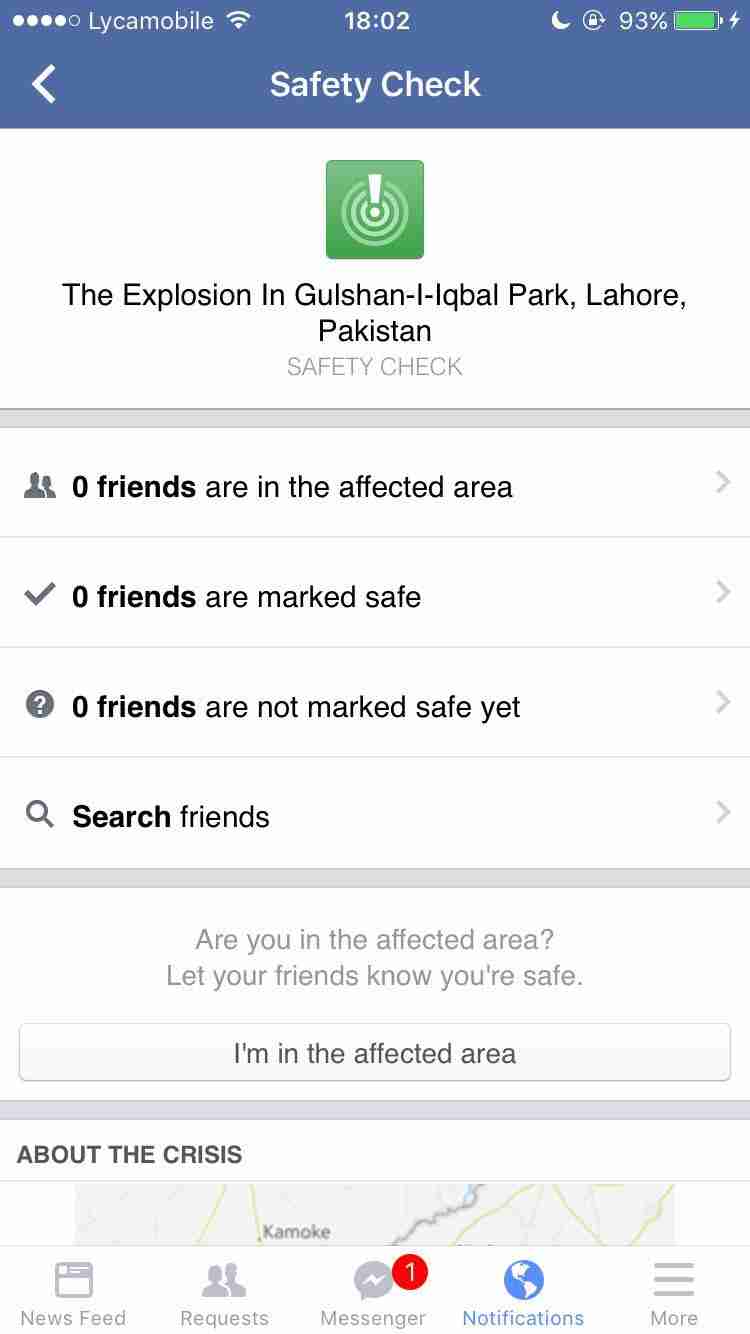 Lycamobile 18:02 93%
Safety Check
The Explosion In Gulshan-I-Iqbal Park, Lahore,
Pakistan
SAFETY CHECK
0 friends are in the affected area
0 friends are marked safe
0 friends are not marked safe yet
Search friends
Are you in the affected area?
Let your friends know you're safe.
I'm in the affected area
ABOUT THE CRISIS
Kamoke
1
News Feed Requests Messenger Notifications More